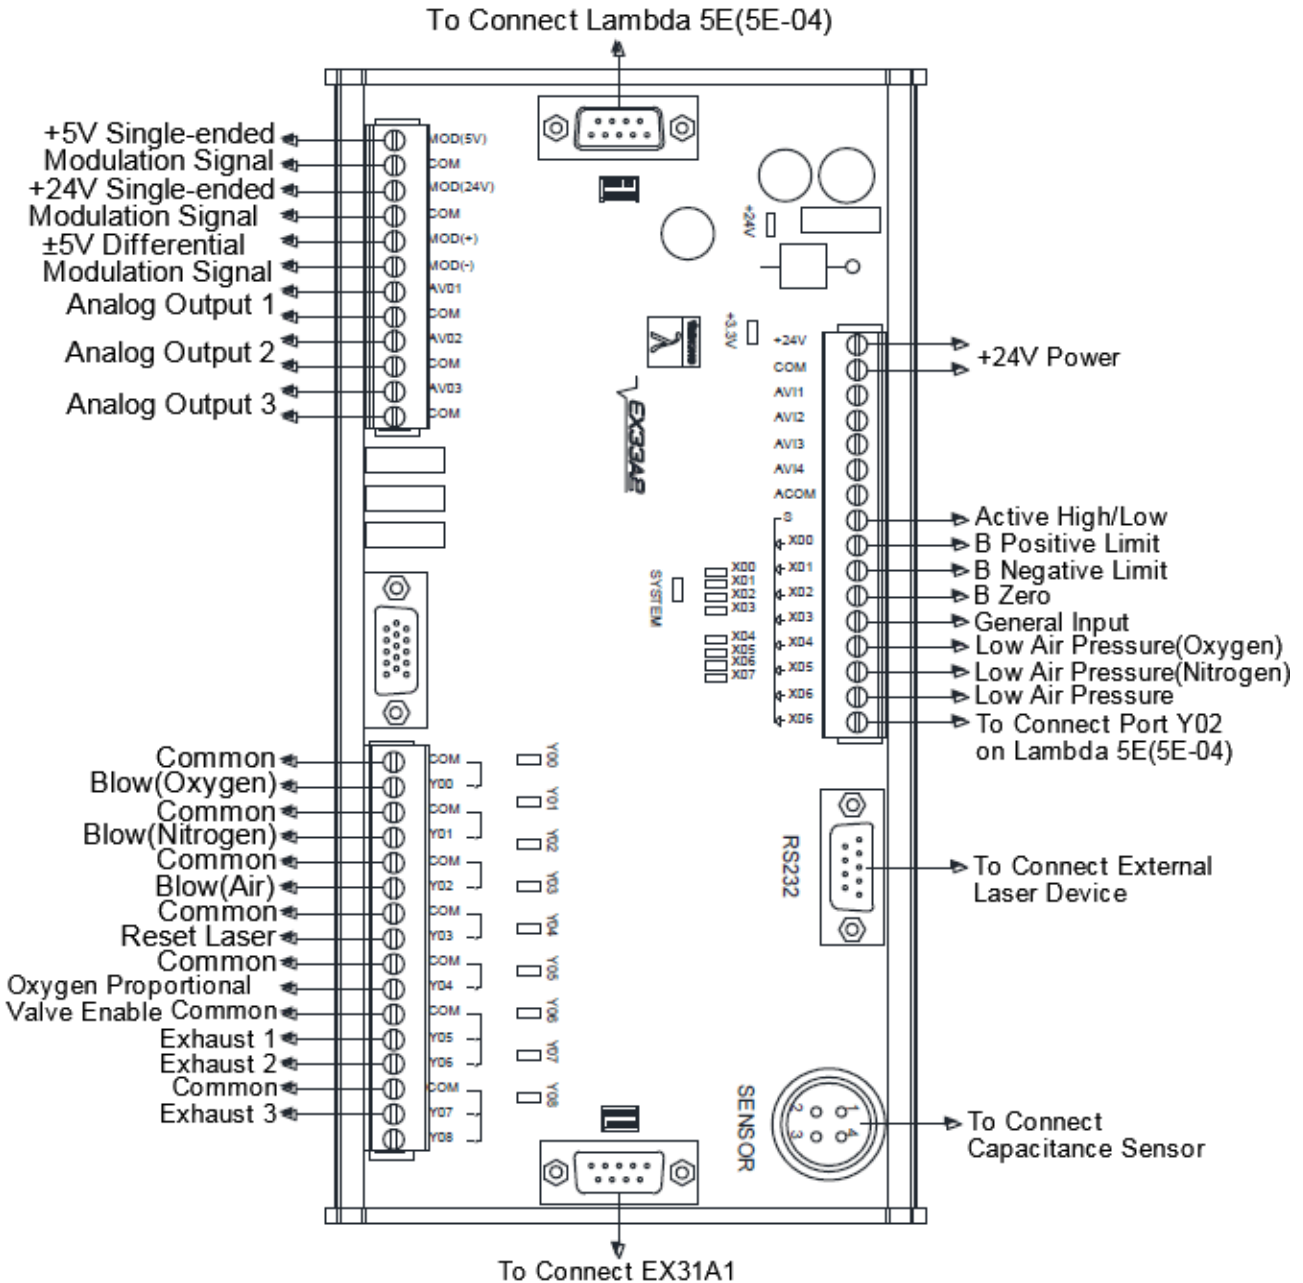 To Connect Lambda 5E(5E-04)
+5V Single-ended
Modulation Signal
+24V Single-ended
Modulation Signal
±5V Differential
Modulation Signal
Analog Output 1
Analog Output 2
Analog Output 3
MOD(5V)
COM
MOD(24V)
COM
MOD(+)
MOD(-)
AV01
COM
AV02
COM
AV03
COM
+24V
+3.3V
λ
EX33A2
+24V
COM
AVI1
AVI2
AVI3
AVI4
ACOM
S
X00
X01
X02
X03
X04
X05
X06
X06
+24V Power
Active High/Low
B Positive Limit
B Negative Limit
B Zero
General Input
Low Air Pressure(Oxygen)
Low Air Pressure(Nitrogen)
Low Air Pressure
To Connect Port Y02
on Lambda 5E(5E-04)
SYSTEM
X00
X01
X02
X03
X04
X05
X06
X07
Common
Blow(Oxygen)
Common
Blow(Nitrogen)
Common
Blow(Air)
Common
Reset Laser
Common
Oxygen Proportional
Valve Enable Common
Exhaust 1
Exhaust 2
Common
Exhaust 3
COM
Y00
COM
Y01
COM
Y02
COM
Y03
COM
Y04
COM
Y05
Y06
COM
Y07
Y08
Y00
Y01
Y02
Y03
Y04
Y05
Y06
Y07
Y08
RS232
To Connect External
Laser Device
SENSOR
2 1
3 4
To Connect
Capacitance Sensor
To Connect EX31A1